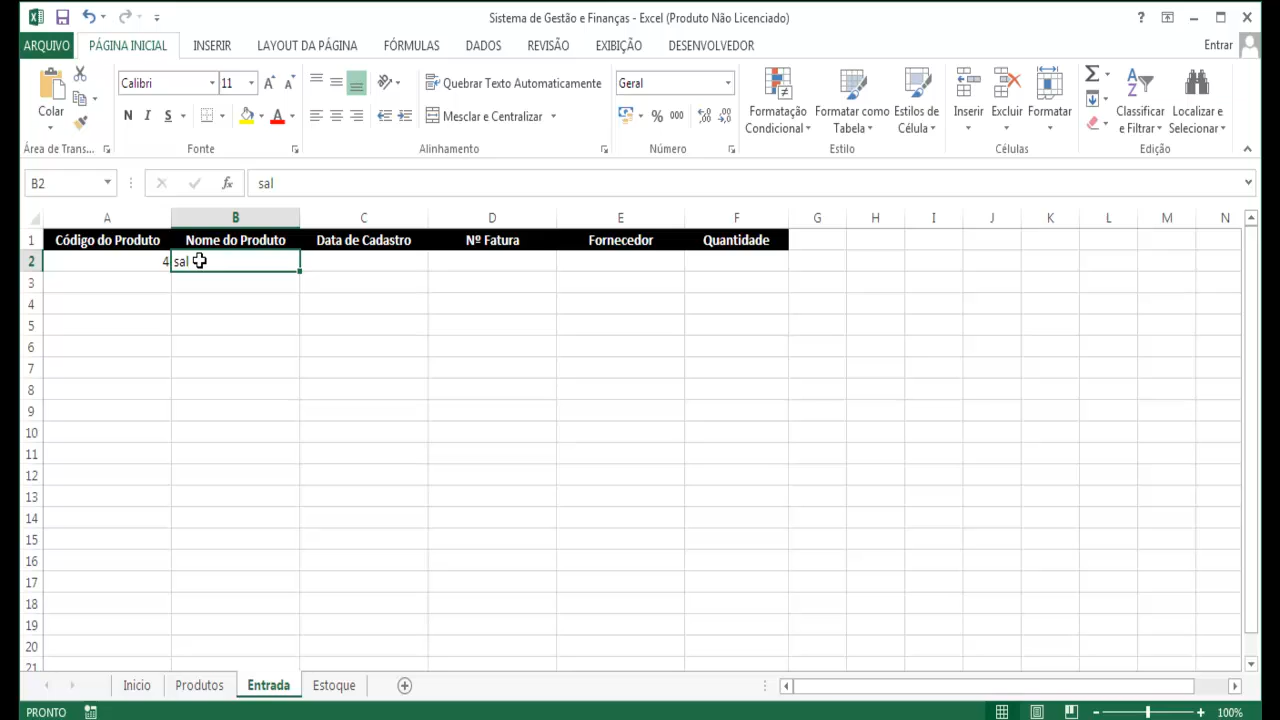 Sistema de Gestão e Finanças - Excel (Produto Não Licenciado)
ARQUIVO PÁGINA INICIAL INSERIR LAYOUT DA PÁGINA FÓRMULAS DADOS REVISÃO EXIBIÇÃO DESENVOLVEDOR Entrar
Colar
Área de Transf...
Calibri 11
N I S
Fonte
Quebrar Texto Automaticamente
Mesclar e Centralizar
Alinhamento
Geral
% 000
Número
Formatação Condicional
Formatar como Tabela
Estilos de Célula
Estilo
Inserir Excluir Formatar
Células
Classificar e Filtrar
Localizar e Selecionar
Edição
B2 fx sal
A B C D E F G H I J K L M N
1 Código do Produto Nome do Produto Data de Cadastro Nº Fatura Fornecedor Quantidade
2 4 sal
3
4
5
6
7
8
9
10
11
12
13
14
15
16
17
18
19
20
21
Inicio Produtos Entrada Estoque
PRONTO 100%